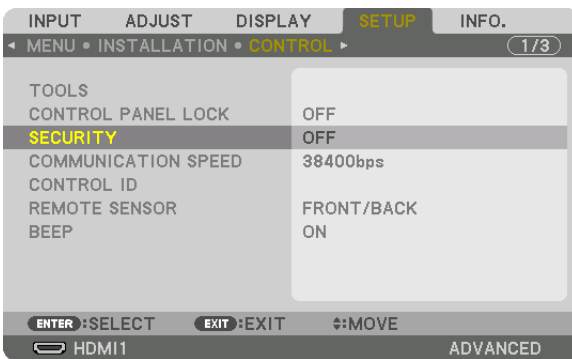 INPUT ADJUST DISPLAY SETUP INFO.
MENU • INSTALLATION • CONTROL 1/3
TOOLS
CONTROL PANEL LOCK OFF
SECURITY OFF
COMMUNICATION SPEED 38400bps
CONTROL ID
REMOTE SENSOR FRONT/BACK
BEEP ON
ENTER :SELECT EXIT :EXIT :MOVE
HDMI1 ADVANCED